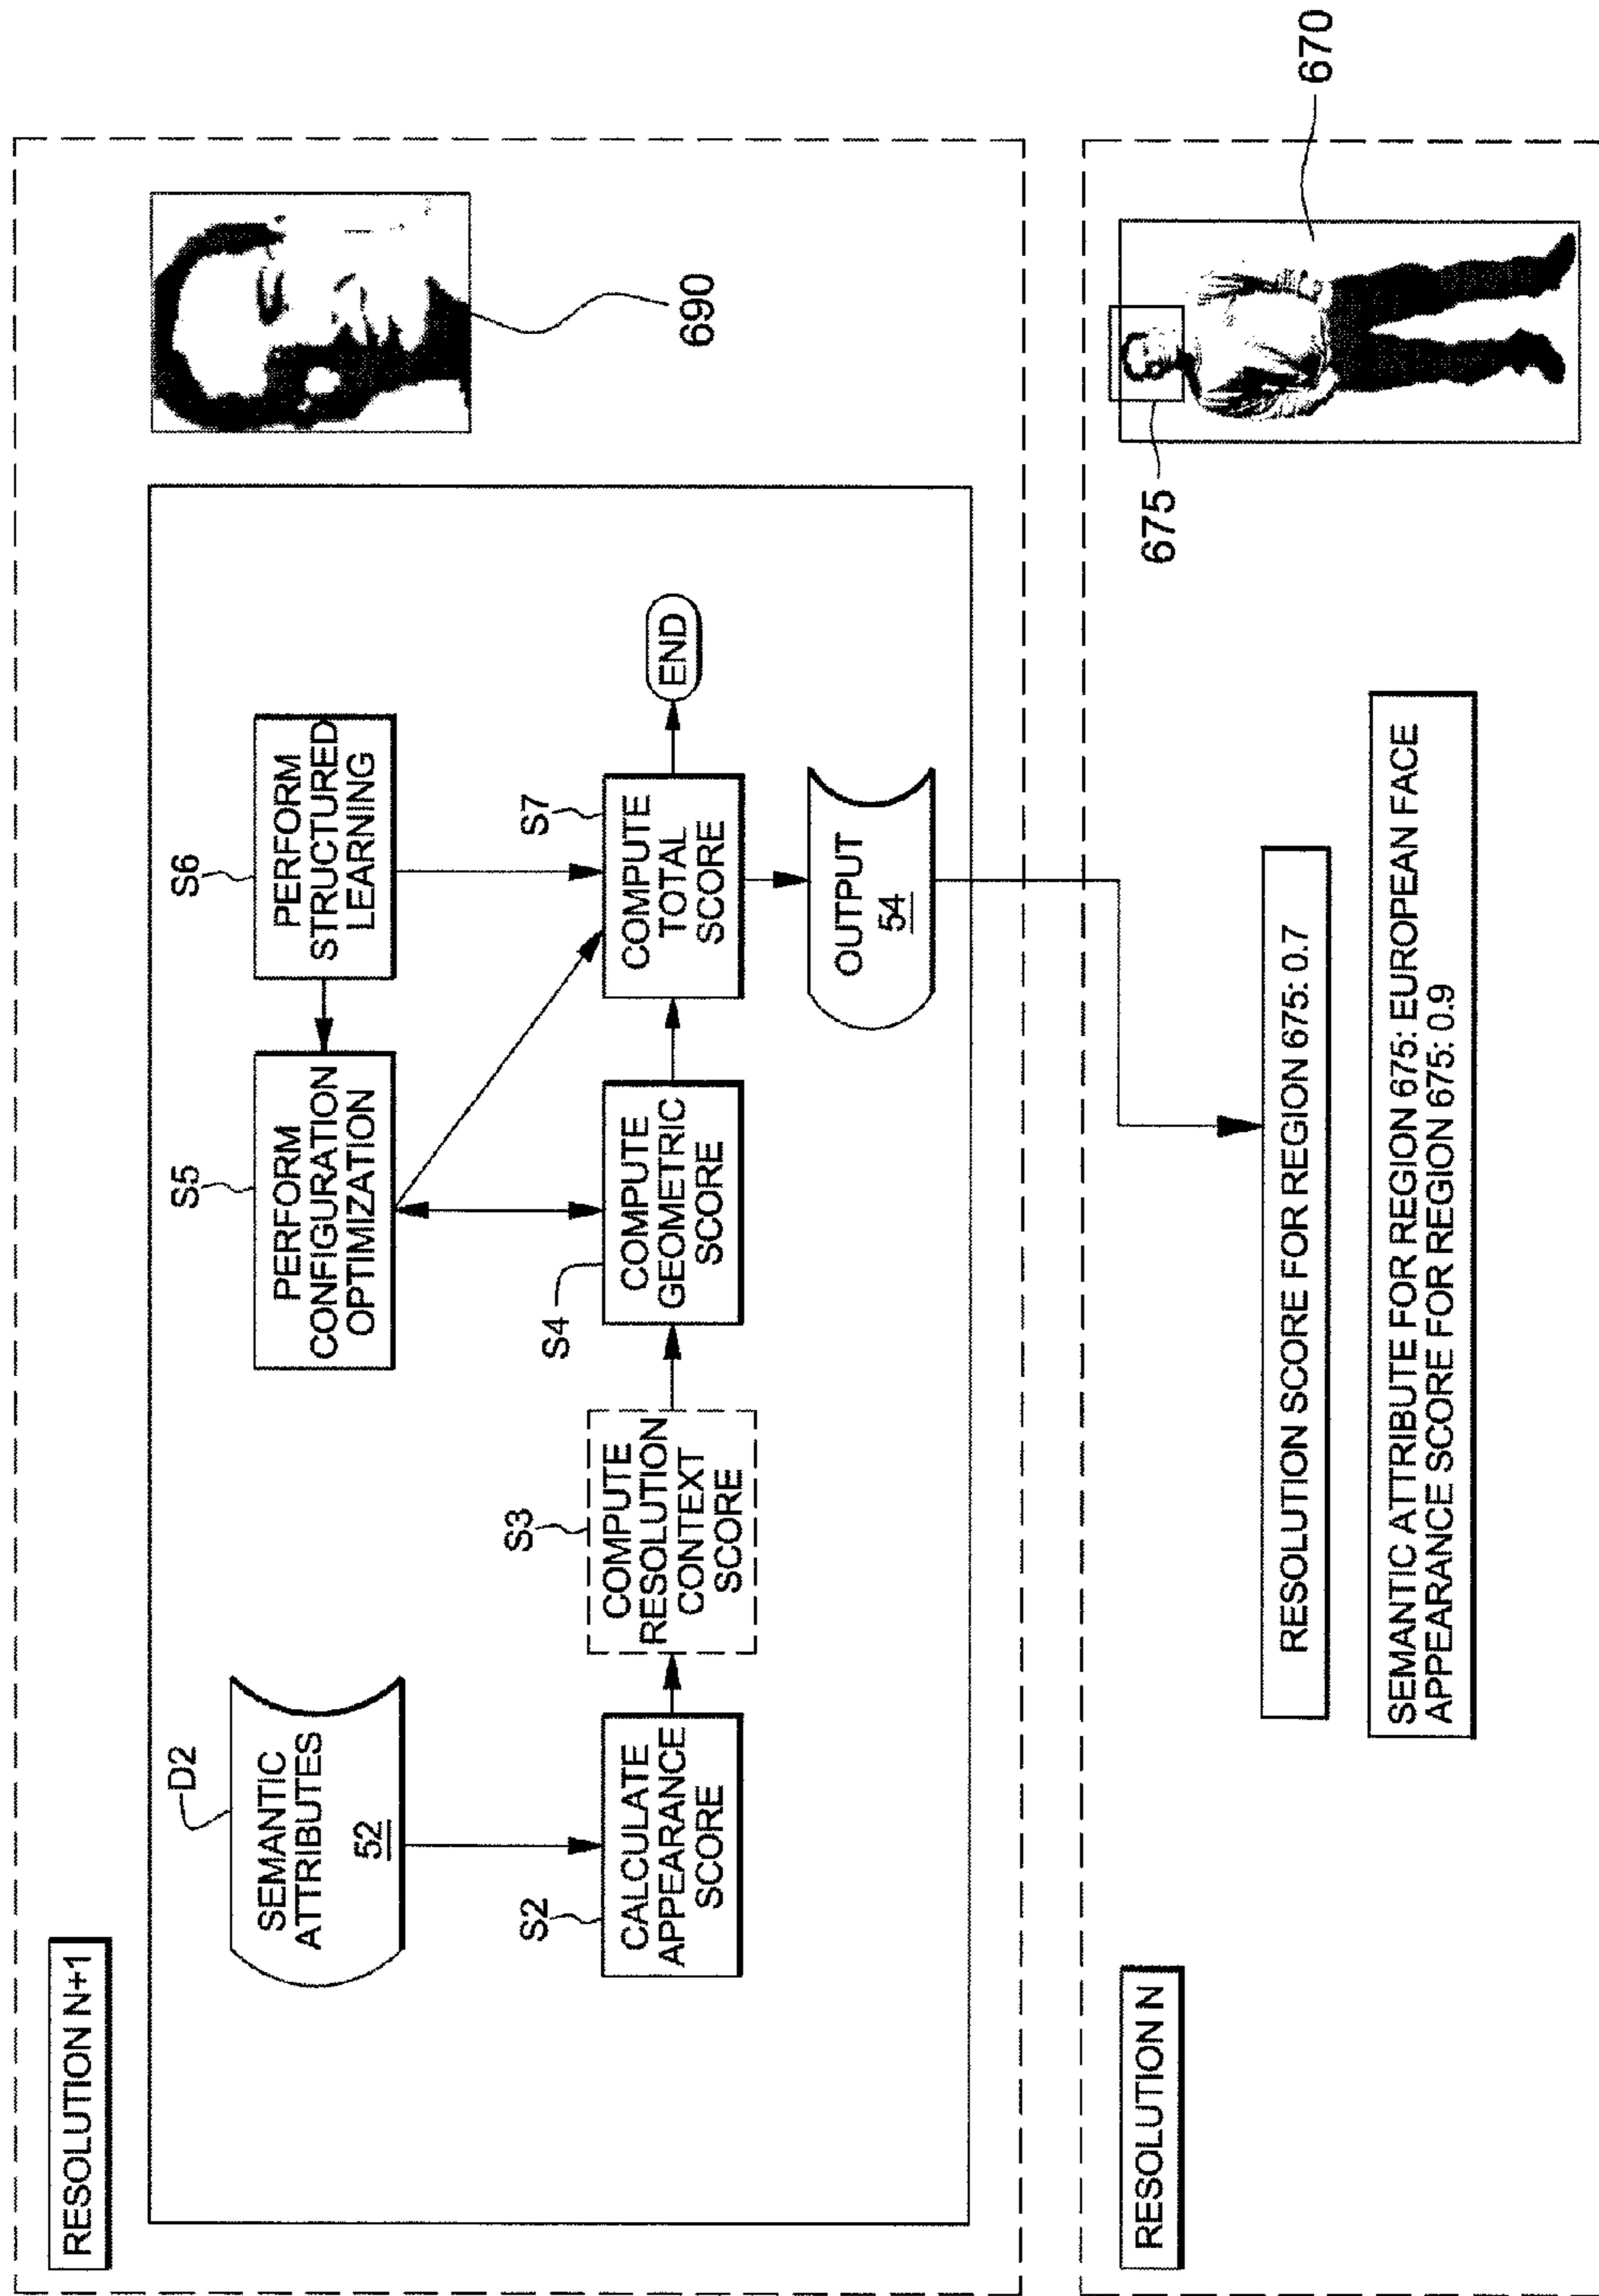 RESOLUTION N+1
D2
SEMANTIC
ATTRIBUTES
52
S2
CALCULATE
APPEARANCE
SCORE
S3
COMPUTE
RESOLUTION
CONTEXT
SCORE
S4
COMPUTE
GEOMETRIC
SCORE
S5
PERFORM
CONFIGURATION
OPTIMIZATION
S6
PERFORM
STRUCTURED
LEARNING
S7
COMPUTE
TOTAL
SCORE
END
OUTPUT
54
690
RESOLUTION N
RESOLUTION SCORE FOR REGION 675: 0.7
SEMANTIC ATTRIBUTE FOR REGION 675: EUROPEAN FACE
APPEARANCE SCORE FOR REGION 675: 0.9
675
670